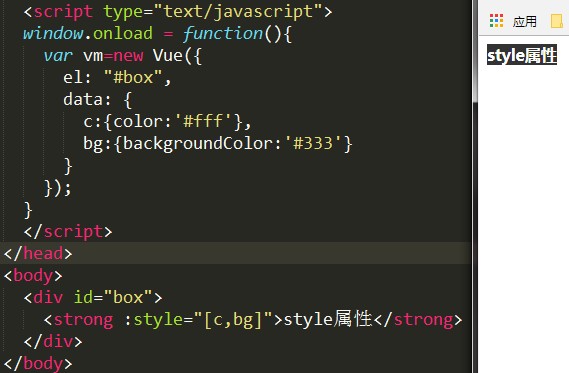 <script type="text/javascript">
window.onload = function(){
var vm=new Vue({
el: "#box",
data: {
c:{color:'#fff'},
bg:{backgroundColor:'#333'}
}
});
}
</script>
</head>
<body>
<div id="box">
<strong :style="[c,bg]">style属性</strong>
</div>
</body>
应用
style属性